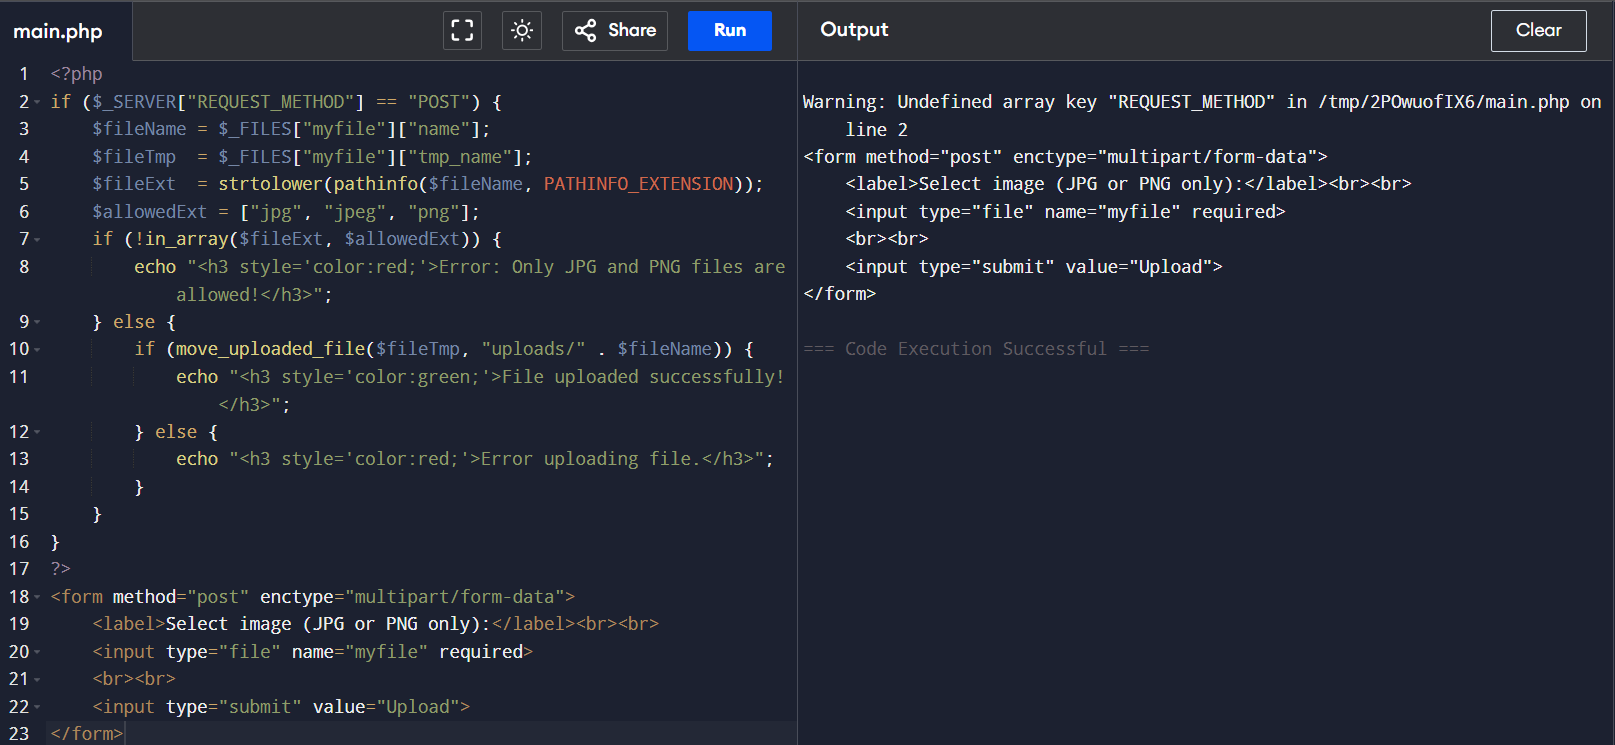 main.php
Share
Run
Output
Clear
1 <?php
2 if ($_SERVER["REQUEST_METHOD"] == "POST") {
3     $fileName = $_FILES["myfile"]["name"];
4     $fileTmp  = $_FILES["myfile"]["tmp_name"];
5     $fileExt  = strtolower(pathinfo($fileName, PATHINFO_EXTENSION));
6     $allowedExt = ["jpg", "jpeg", "png"];
7     if (!in_array($fileExt, $allowedExt)) {
8         echo "<h3 style='color:red;'>Error: Only JPG and PNG files are
            allowed!</h3>";
9     } else {
10         if (move_uploaded_file($fileTmp, "uploads/" . $fileName)) {
11             echo "<h3 style='color:green;'>File uploaded successfully!
                </h3>";
12         } else {
13             echo "<h3 style='color:red;'>Error uploading file.</h3>";
14         }
15     }
16 }
17 ?>
18 <form method="post" enctype="multipart/form-data">
19     <label>Select image (JPG or PNG only):</label><br><br>
20     <input type="file" name="myfile" required>
21     <br><br>
22     <input type="submit" value="Upload">
23 </form>
Warning: Undefined array key "REQUEST_METHOD" in /tmp/2POwuofIX6/main.php on
    line 2
<form method="post" enctype="multipart/form-data">
    <label>Select image (JPG or PNG only):</label><br><br>
    <input type="file" name="myfile" required>
    <br><br>
    <input type="submit" value="Upload">
</form>
=== Code Execution Successful ===